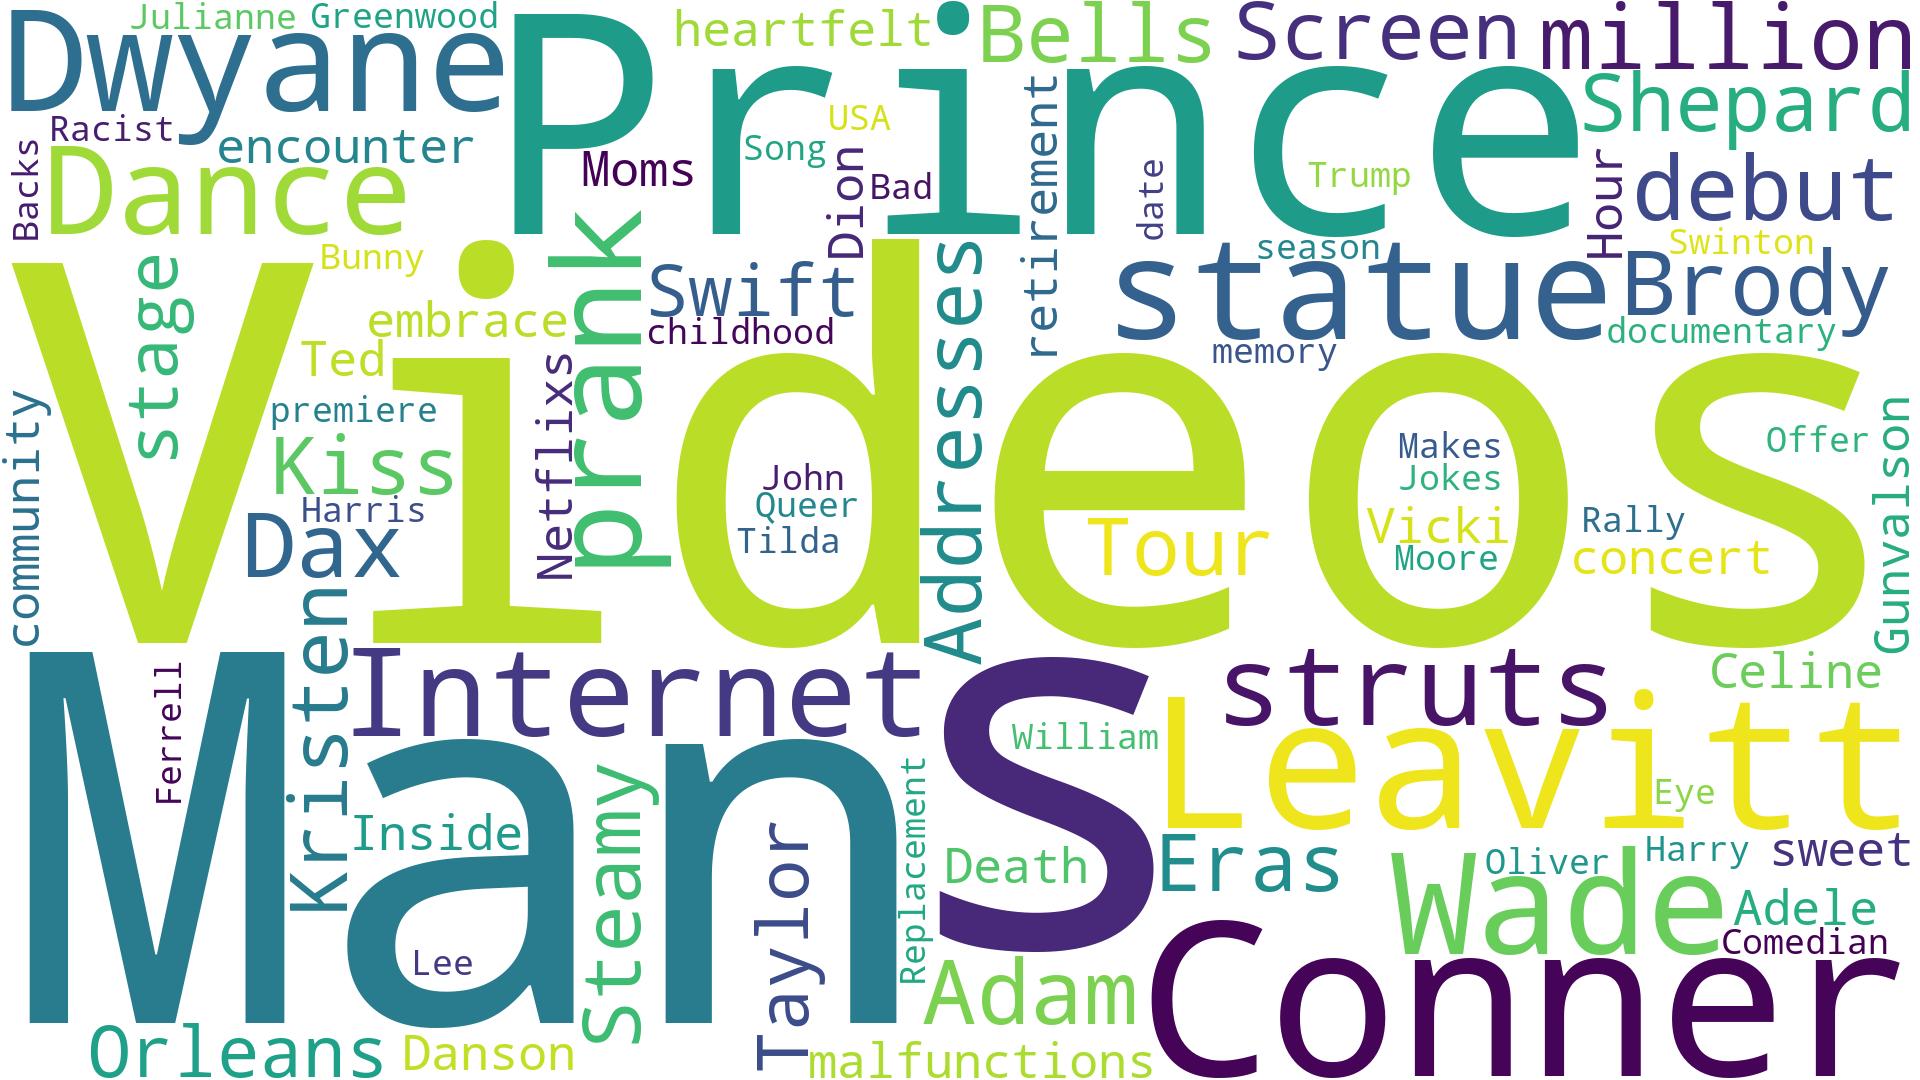 Julianne
Greenwood
Dwyane
Prince
heartfelt
Bells
Screen
million
Racist
encounter
Backs
Dance
Moms
Song
USA
Dion
Bad
retirement
date
Trump
Hour
Shepard
debut
stage
Bunny
prank
Swift
childhood
Addresses
season
statue
Swinton
Brody
documentary
memory
embrace
Ted
Videos
premiere
Kiss
Netflixs
community
Harris
Dax
John
Queer
Tilda
Tour
Makes
Jokes
Vicki
Moore
Offer
Rally
concert
Gunvalson
Kristen
Internet
s
struts
Celine
Ferrell
Man
William
Leavitt
Eye
Inside
Steamy
Taylor
Replacement
Death
Eras
Wade
Oliver
Harry
sweet
Adele
Comedian
Lee
Adam
Conner
Orleans
Danson
malfunctions